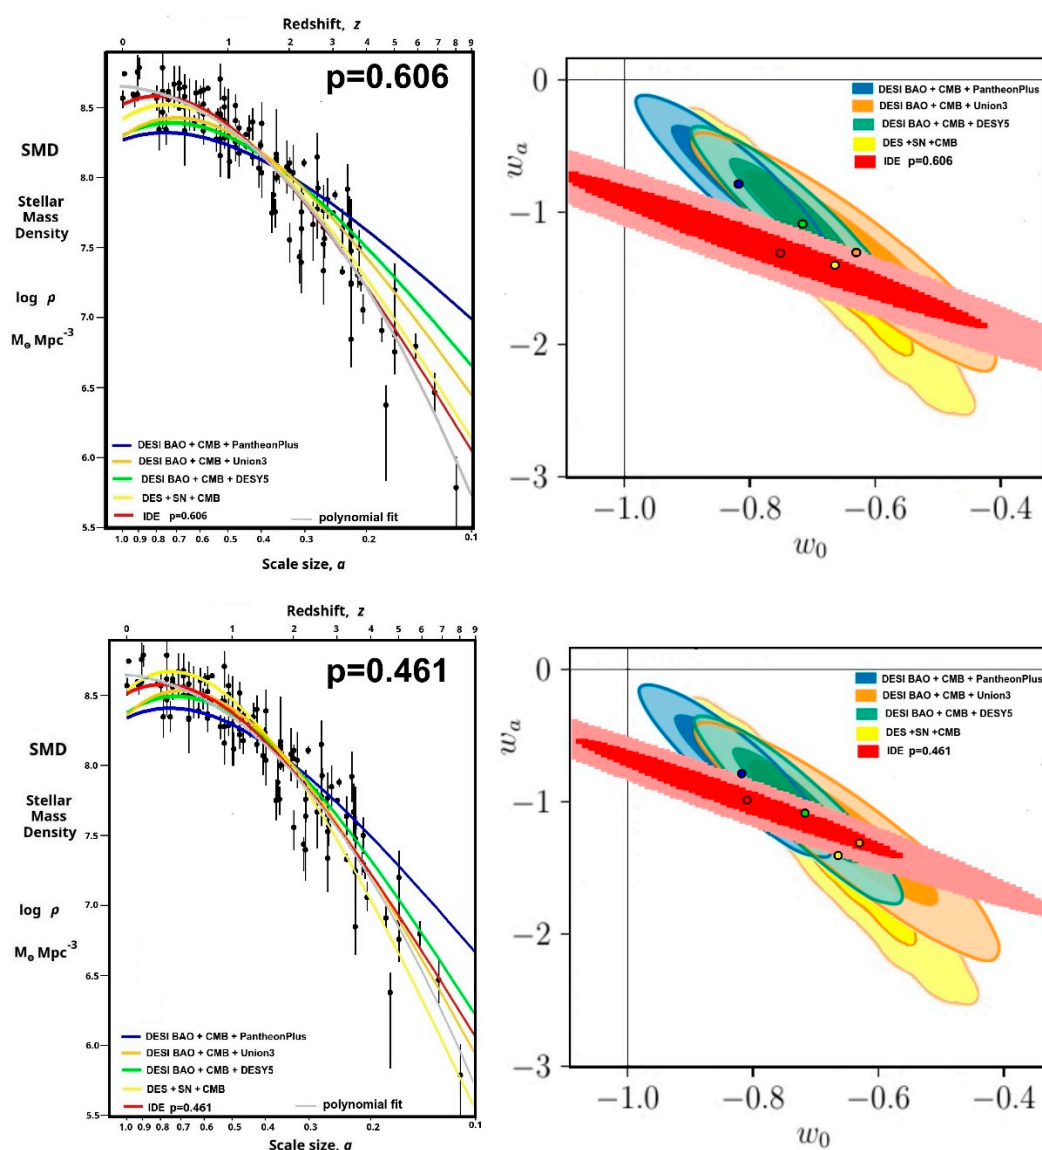 Redshift, z
0 1 2 3 4 5 6 7 8 9
p=0.606
8.5
8.0
7.5
7.0
6.5
6.0
5.5
SMD
Stellar
Mass
Density
log ρ
M⊙ Mpc-3
DESI BAO + CMB + PantheonPlus
DESI BAO + CMB + Union3
DESI BAO + CMB + DESY5
DES + SN + CMB
IDE p=0.606
polynomial fit
1.0 0.9 0.8 0.7 0.6 0.5 0.4 0.3 0.2 0.1
Scale size, a
0
−1
−2
−3
wa
DESI BAO + CMB + PantheonPlus
DESI BAO + CMB + Union3
DESI BAO + CMB + DESY5
DES +SN +CMB
IDE p=0.606
−1.0 −0.8 −0.6 −0.4
w0
Redshift, z
0 1 2 3 4 5 6 7 8 9
p=0.461
8.5
8.0
7.5
7.0
6.5
6.0
5.5
SMD
Stellar
Mass
Density
log ρ
M⊙ Mpc-3
DESI BAO + CMB + PantheonPlus
DESI BAO + CMB + Union3
DESI BAO + CMB + DESY5
DES + SN + CMB
IDE p=0.461
polynomial fit
1.0 0.9 0.8 0.7 0.6 0.5 0.4 0.3 0.2 0.1
Scale size, a
0
−1
−2
−3
wa
DESI BAO + CMB + PantheonPlus
DESI BAO + CMB + Union3
DESI BAO + CMB + DESY5
DES +SN +CMB
IDE p=0.461
−1.0 −0.8 −0.6 −0.4
w0